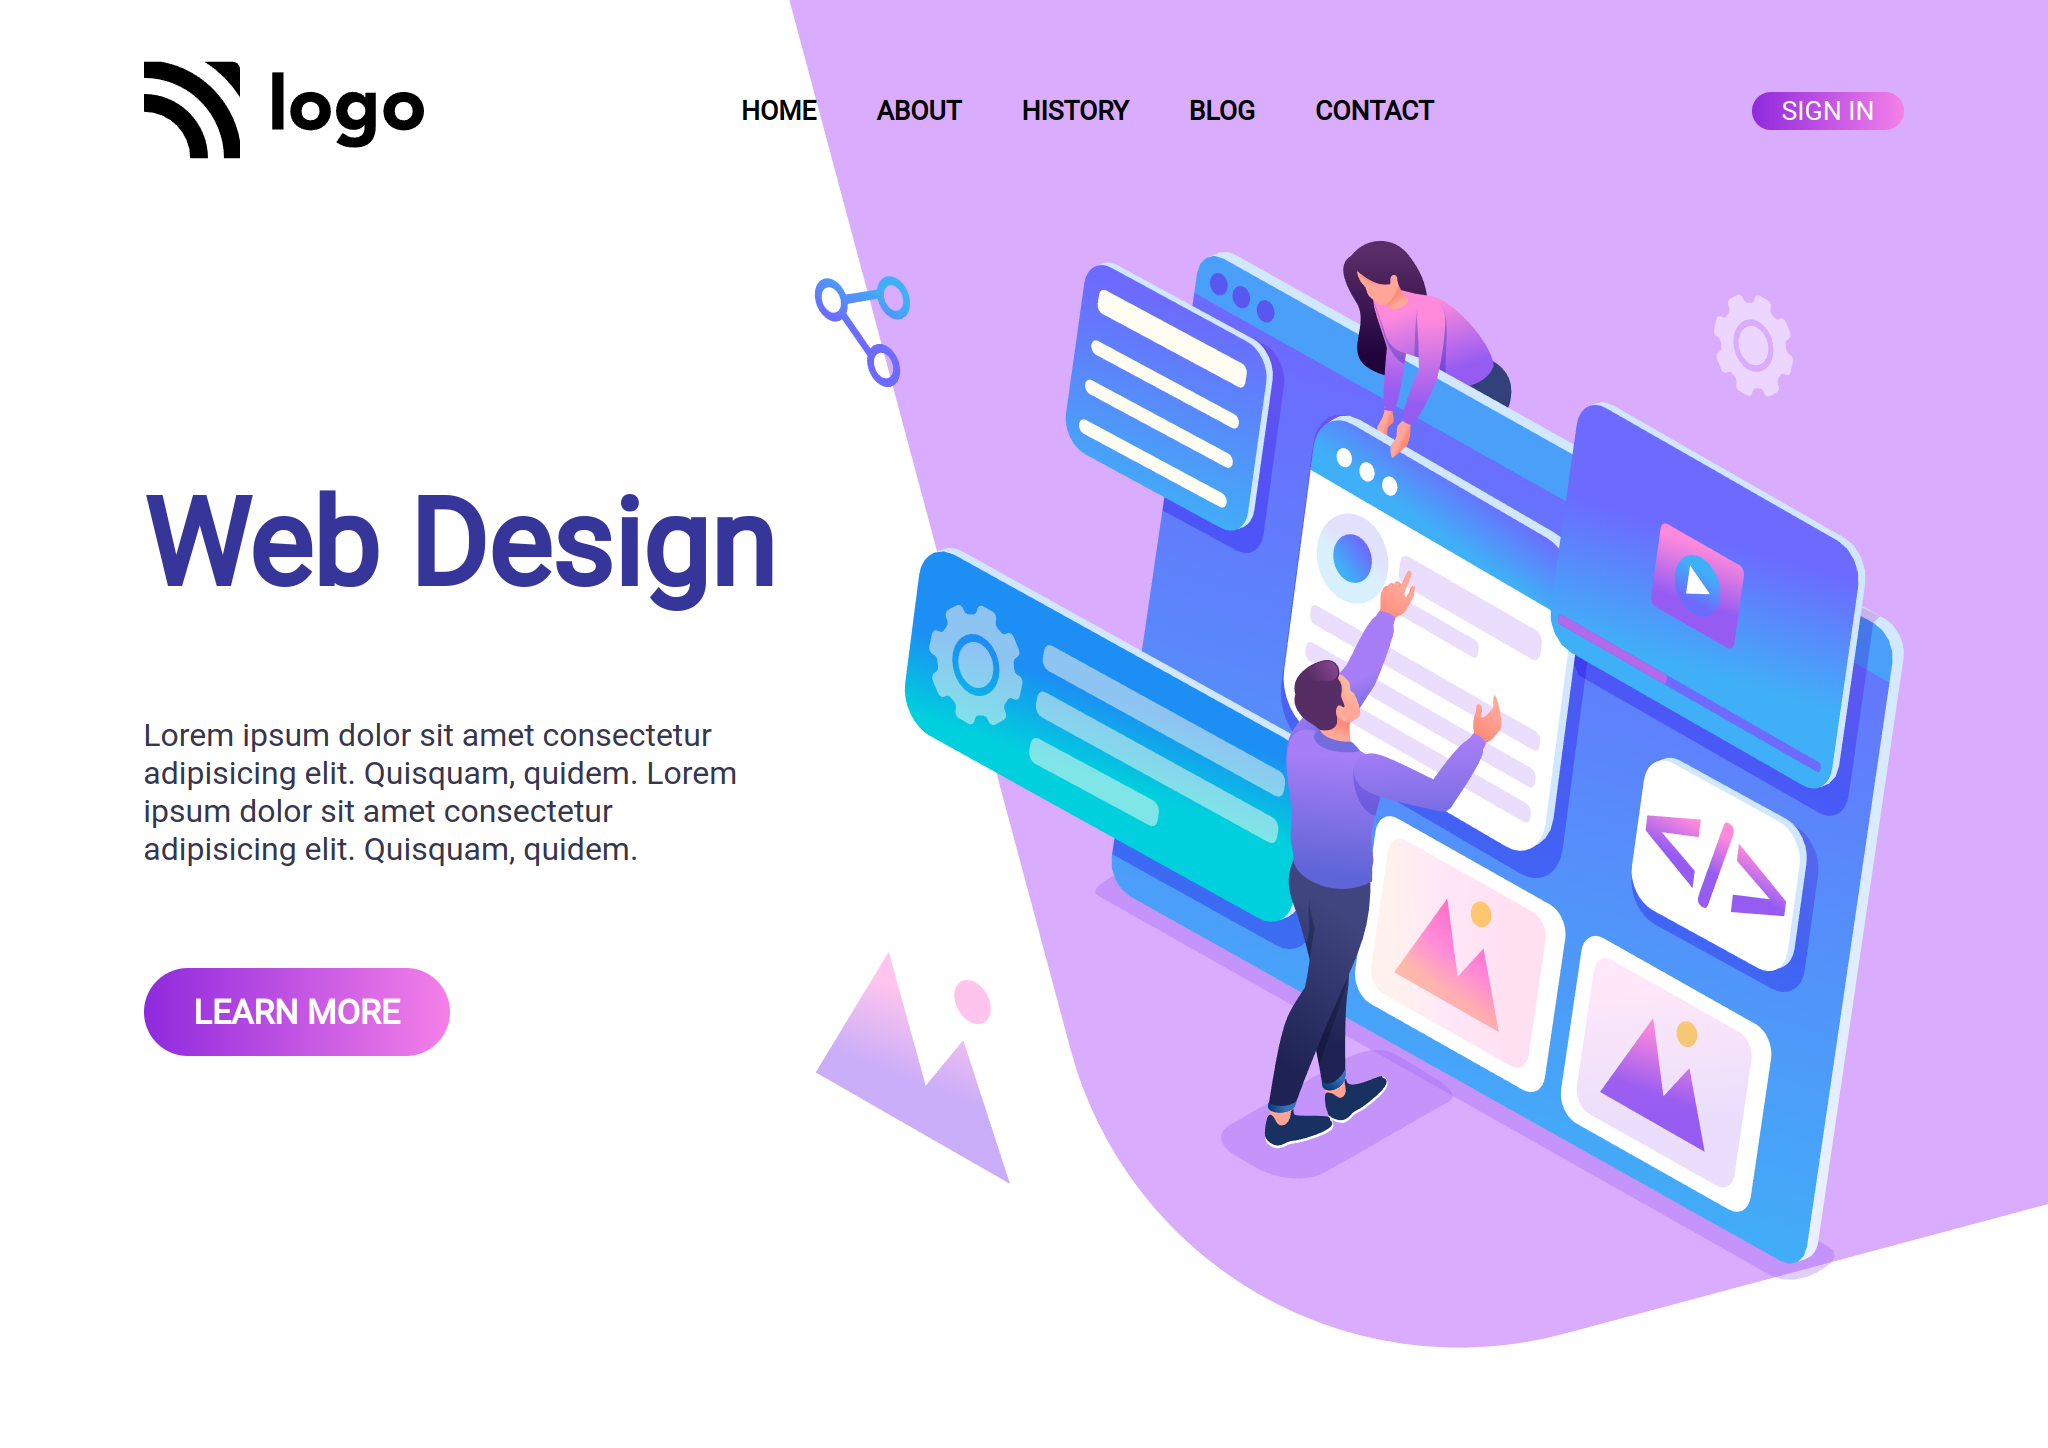 logo
HOME ABOUT HISTORY BLOG CONTACT
SIGN IN
Web Design
Lorem ipsum dolor sit amet consectetur
adipisicing elit. Quisquam, quidem. Lorem
ipsum dolor sit amet consectetur
adipisicing elit. Quisquam, quidem.
LEARN MORE
</>